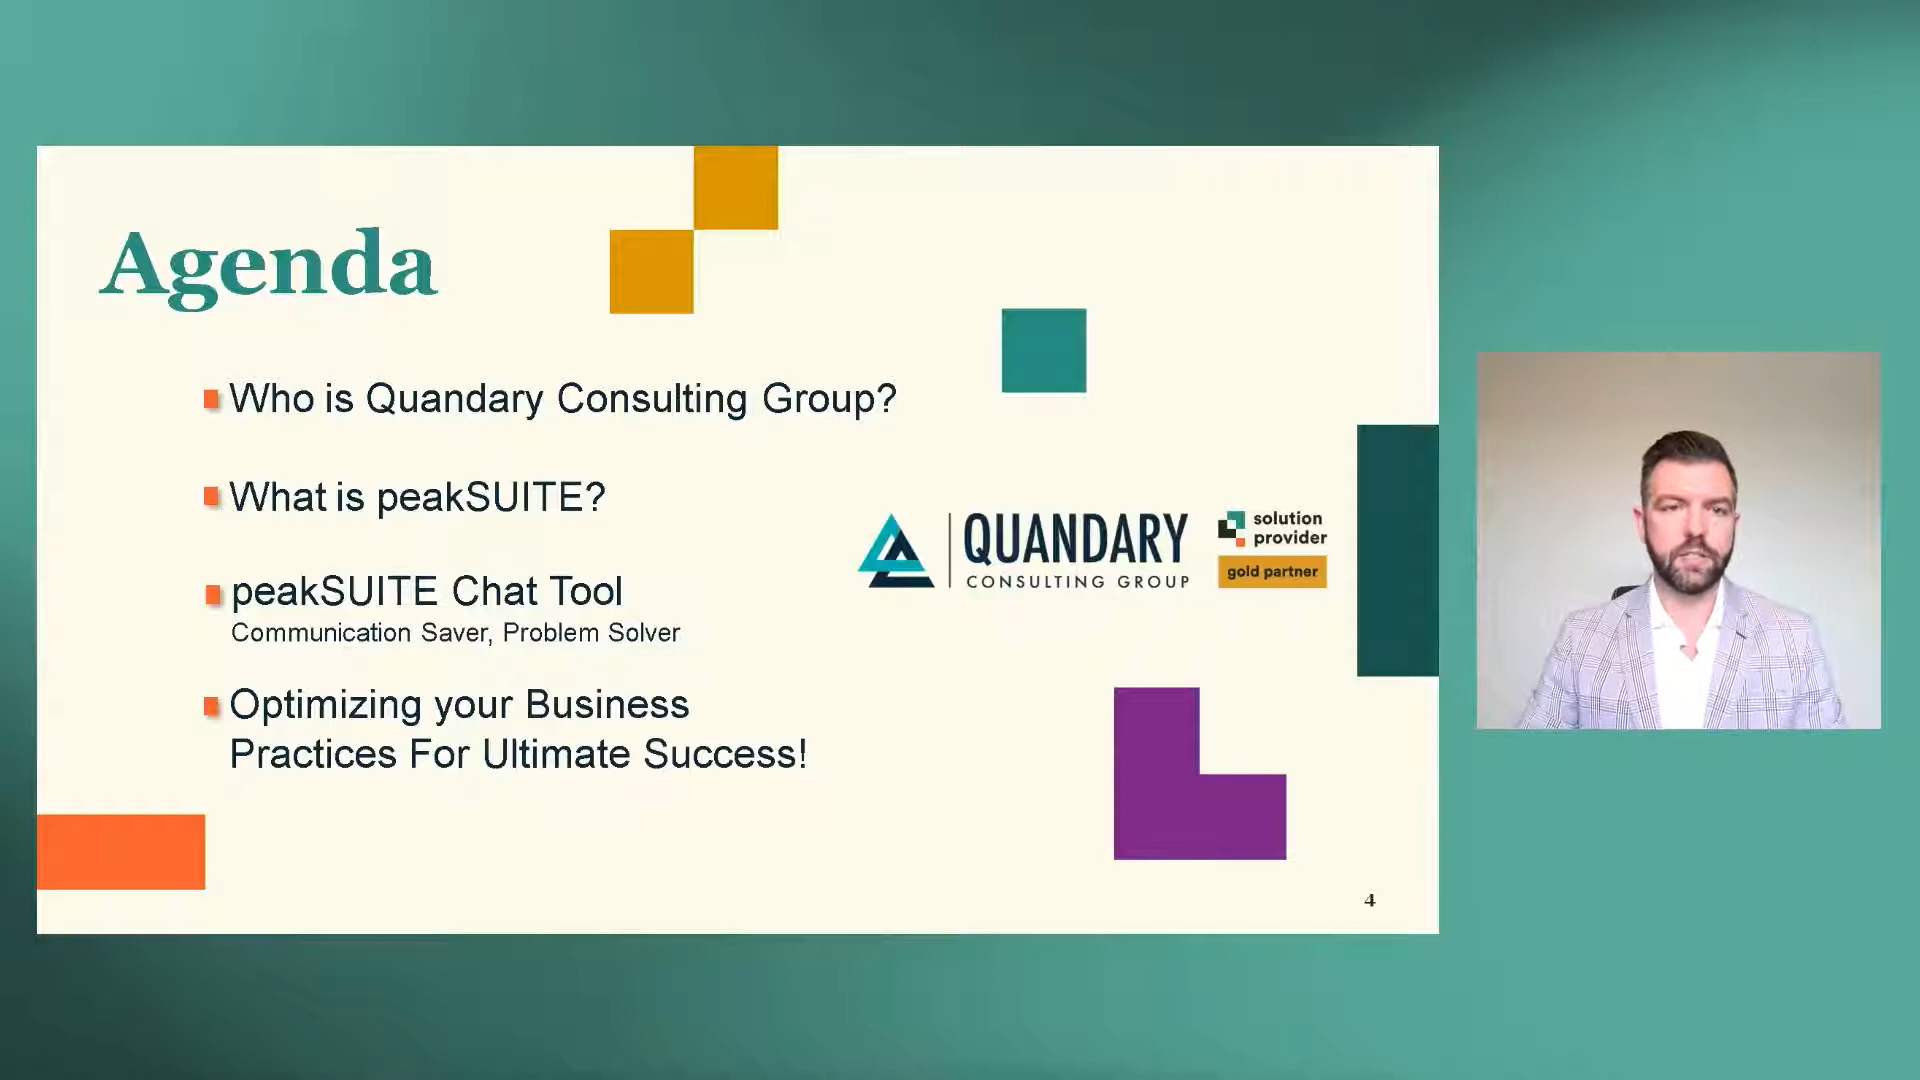 Agenda
Who is Quandary Consulting Group?
What is peakSUITE?
peakSUITE Chat Tool
Communication Saver, Problem Solver
Optimizing your Business
Practices For Ultimate Success!
QUANDARY
CONSULTING GROUP
solution
provider
gold partner
4